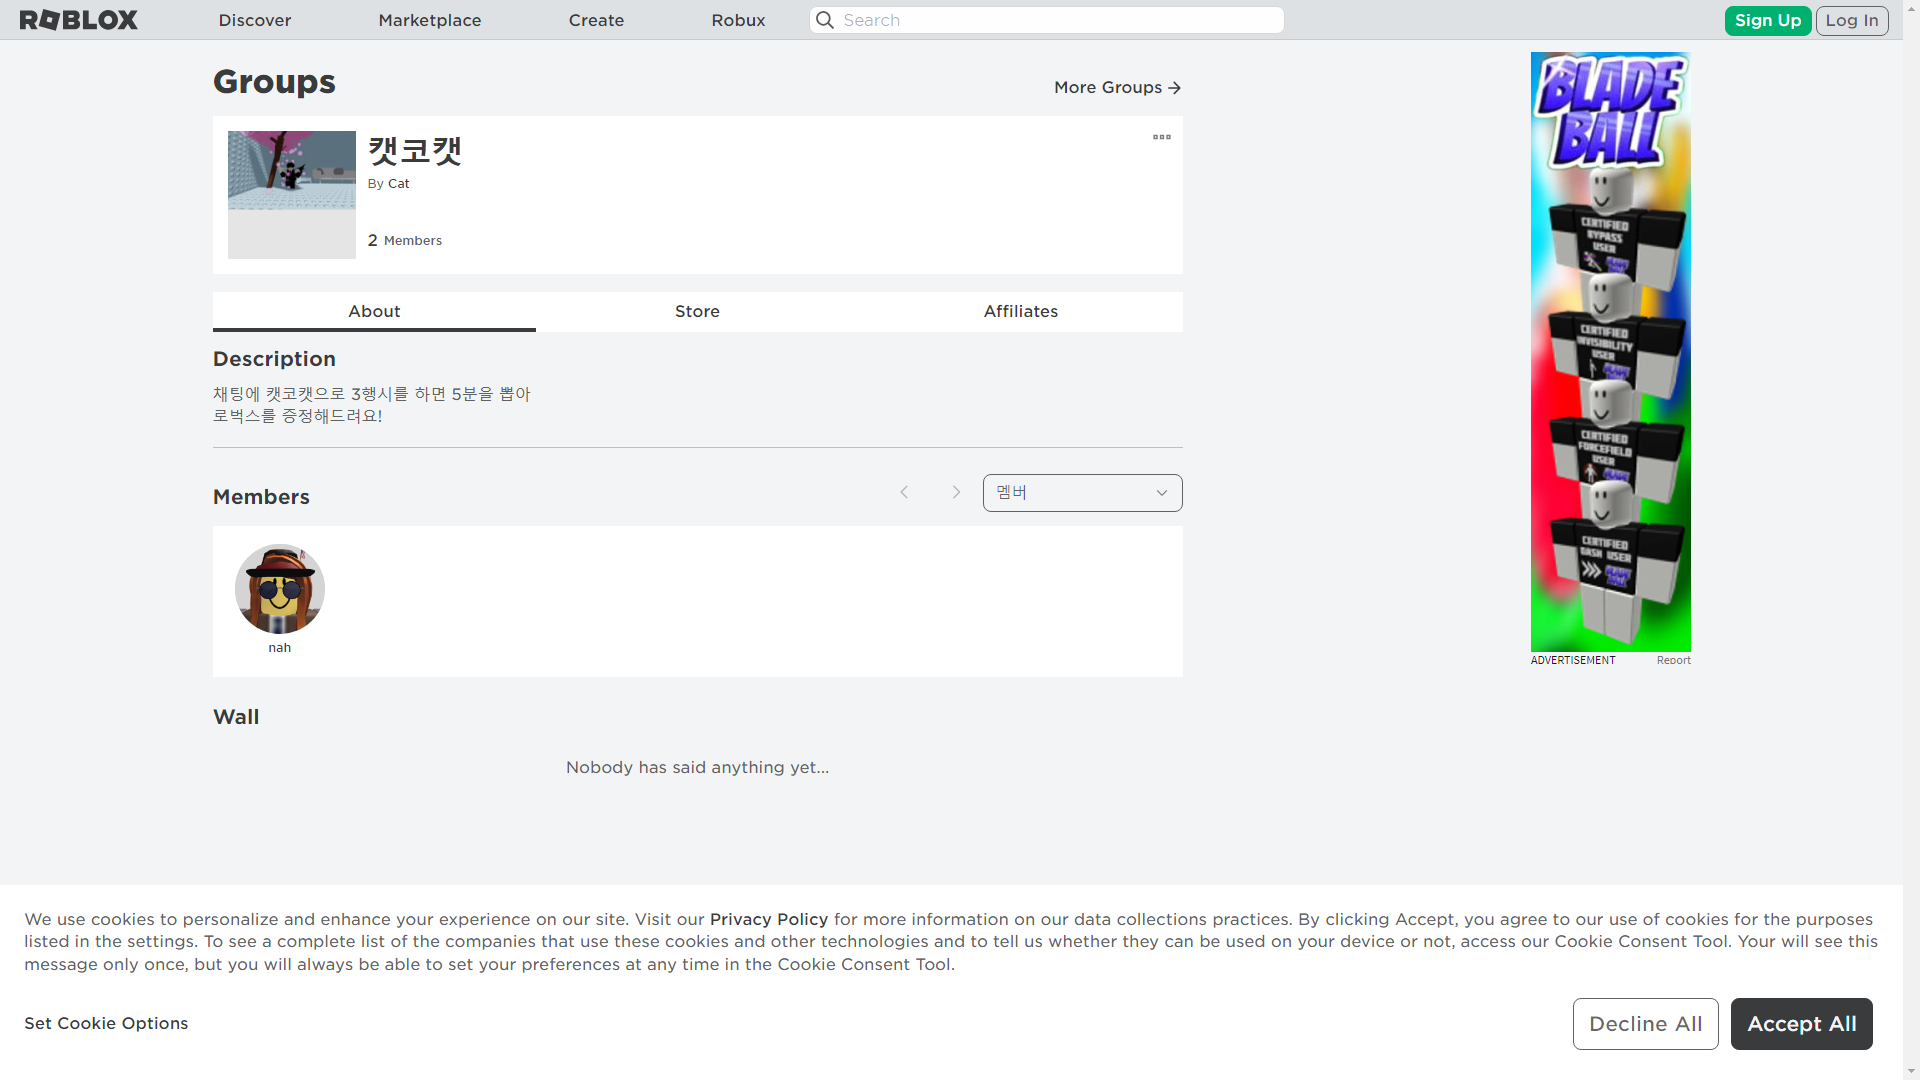 ROBLOX
Discover
Marketplace
Create
Robux
Search
Sign Up
Log In
Groups
More Groups
캣코캣
By Cat
2 Members
About
Store
Affiliates
Description
채팅에 캣코캣으로 3행시를 하면 5분을 뽑아
로벅스를 증정해드려요!
Members
멤버
nah
Wall
Nobody has said anything yet...
BLADE
BALL
CERTIFIED
BYPASS
USER
CERTIFIED
INVISIBILITY
USER
CERTIFIED
FORCEFIELD
USER
CERTIFIED
DASH USER
ADVERTISEMENT
Report
We use cookies to personalize and enhance your experience on our site. Visit our Privacy Policy for more information on our data collections practices. By clicking Accept, you agree to our use of cookies for the purposes
listed in the settings. To see a complete list of the companies that use these cookies and other technologies and to tell us whether they can be used on your device or not, access our Cookie Consent Tool. Your will see this
message only once, but you will always be able to set your preferences at any time in the Cookie Consent Tool.
Set Cookie Options
Decline All
Accept All